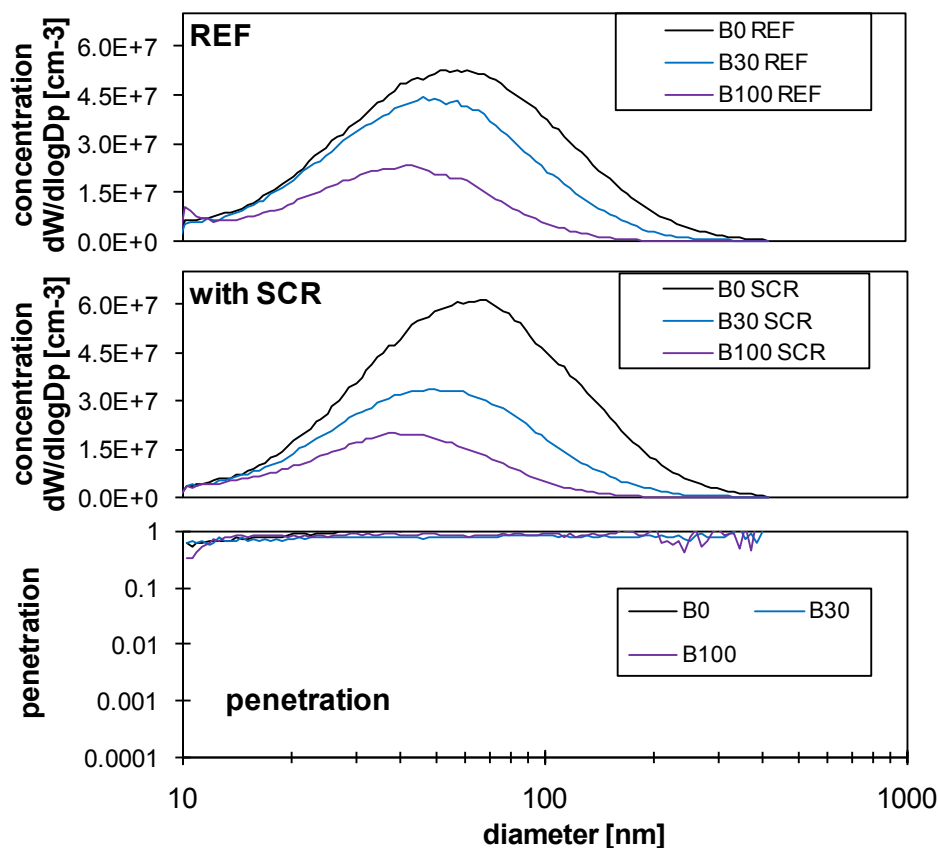 REF
B0 REF
B30 REF
B100 REF
concentration
dW/dlogDp [cm-3]
6.0E+7
4.5E+7
3.0E+7
1.5E+7
0.0E+0
with SCR
B0 SCR
B30 SCR
B100 SCR
concentration
dW/dlogDp [cm-3]
6.0E+7
4.5E+7
3.0E+7
1.5E+7
0.0E+0
penetration
1
0.1
0.01
0.001
0.0001
B0 B30
B100
penetration
10 100 1000
diameter [nm]